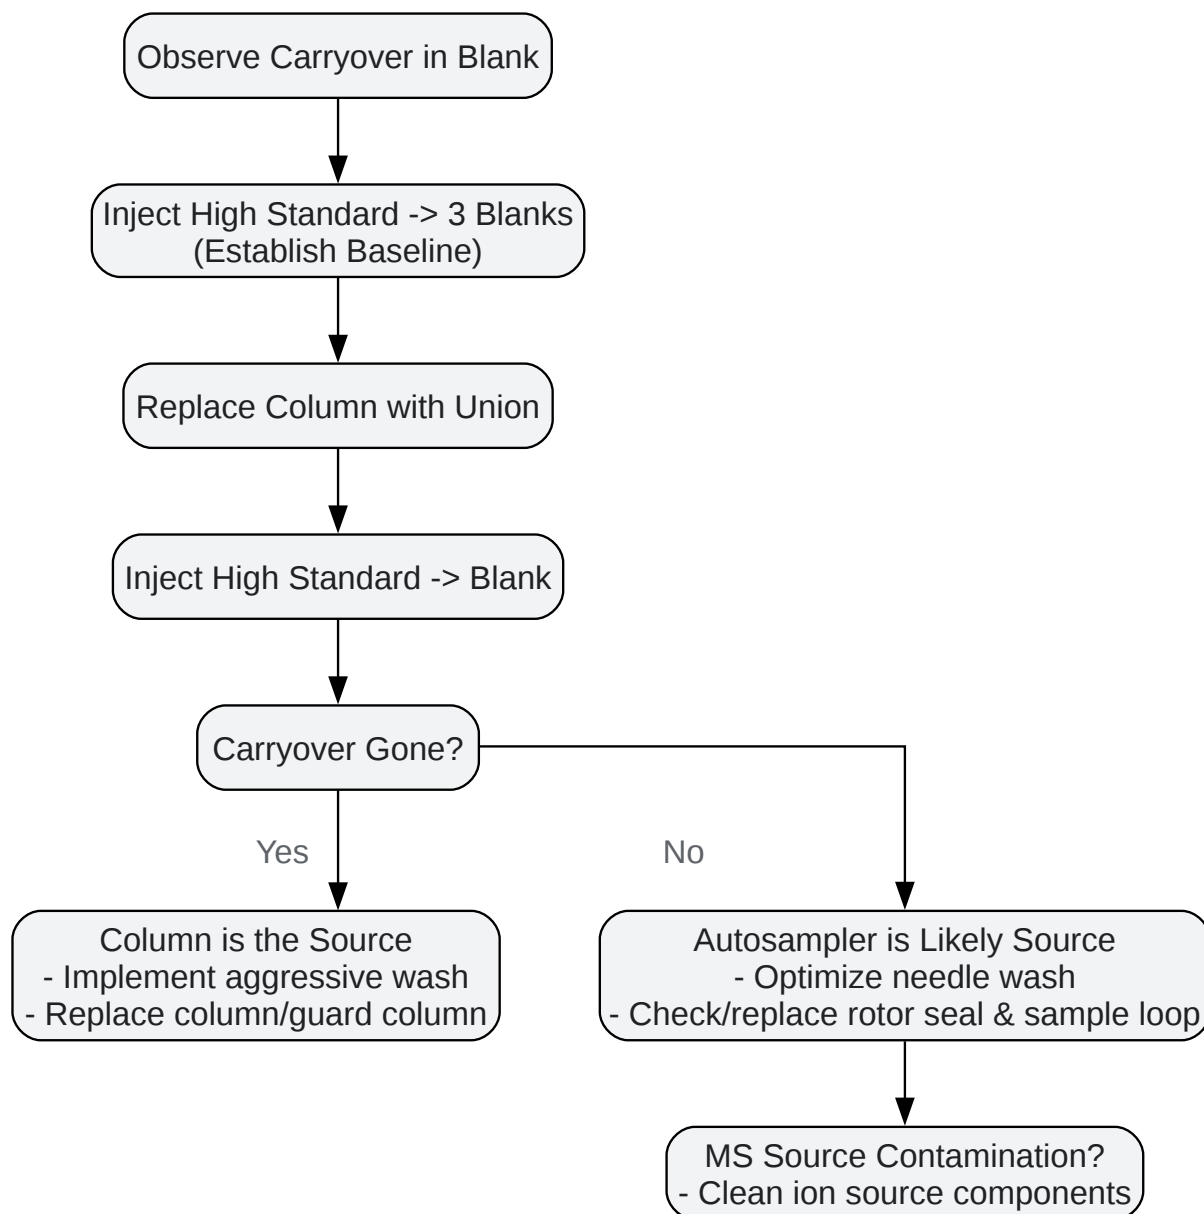 Observe Carryover in Blank
Inject High Standard -> 3 Blanks
(Establish Baseline)
Replace Column with Union
Inject High Standard -> Blank
Carryover Gone?
Yes
No
Column is the Source
- Implement aggressive wash
- Replace column/guard column
Autosampler is Likely Source
- Optimize needle wash
- Check/replace rotor seal & sample loop
MS Source Contamination?
- Clean ion source components